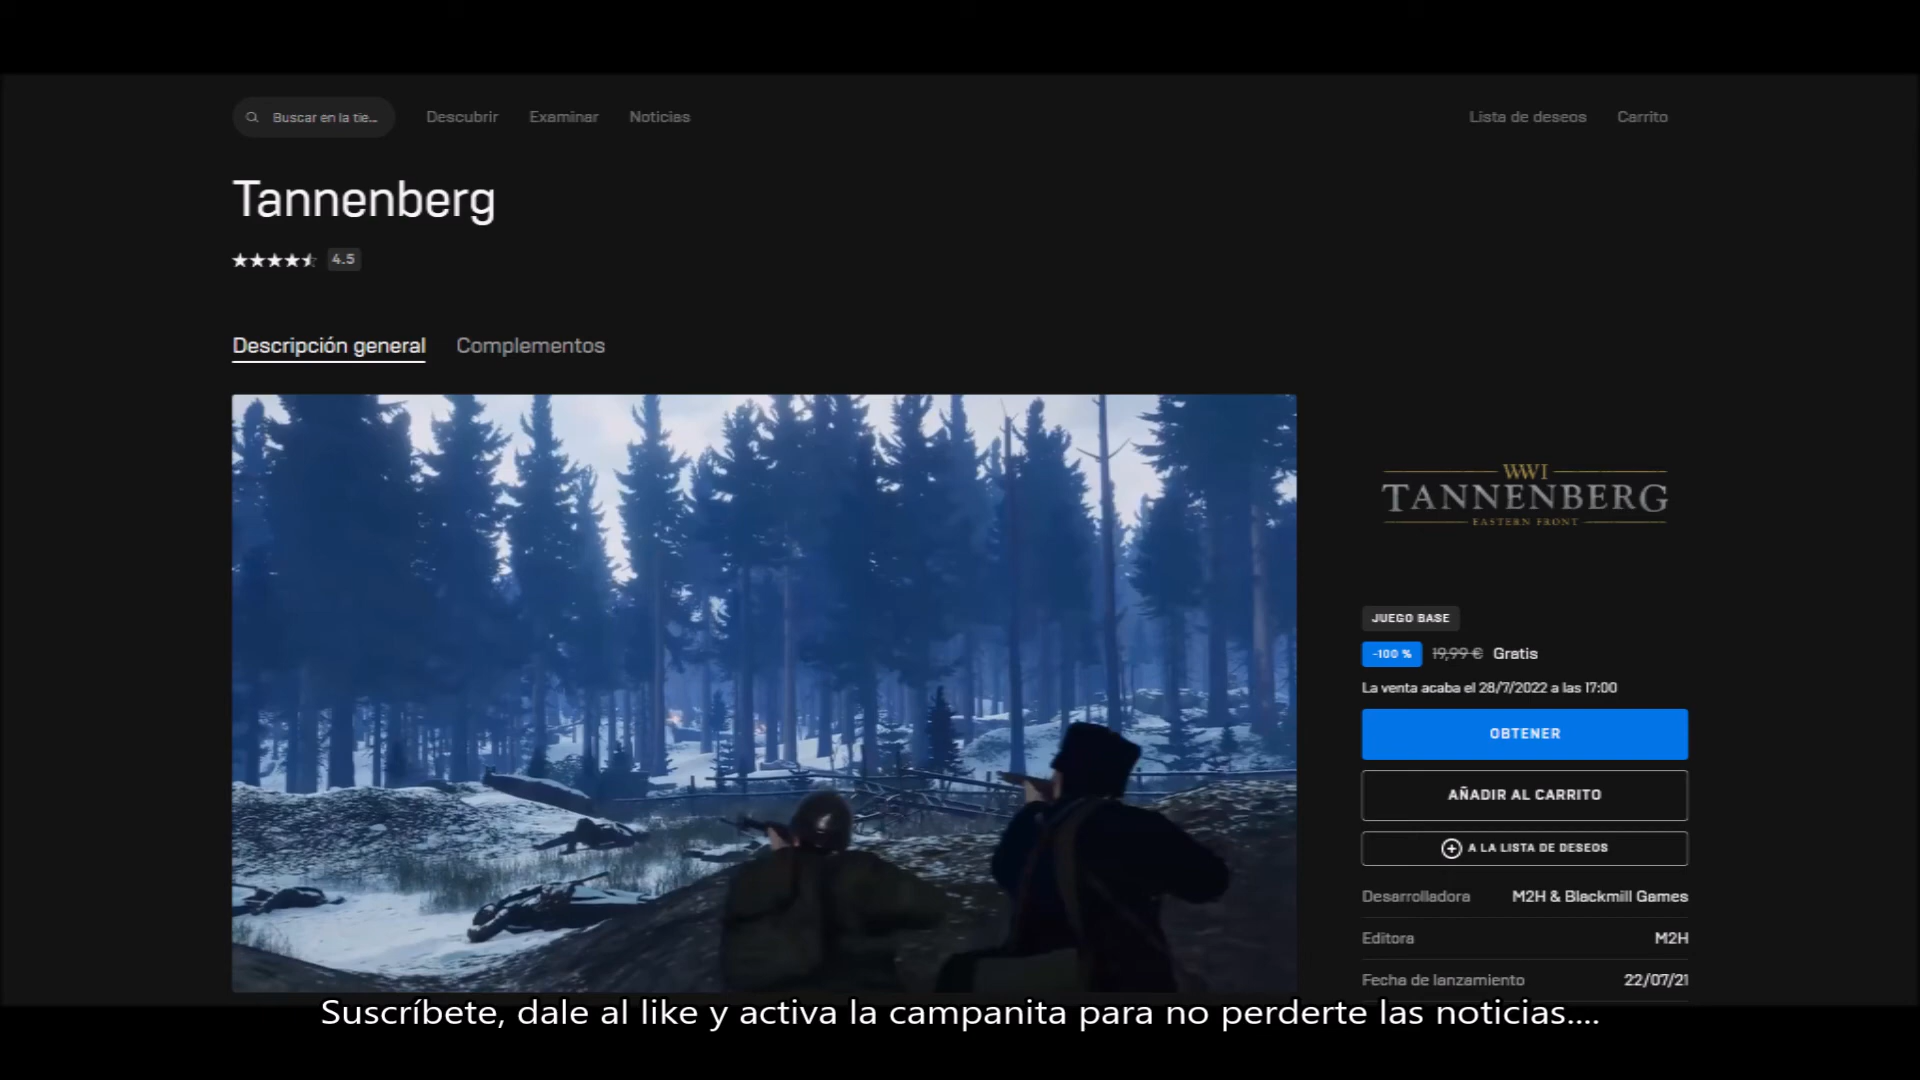 Buscar en la tie...
Descubrir
Examinar
Noticias
Lista de deseos
Carrito
Tannenberg
4.5
Descripción general
Complementos
WWI
TANNENBERG
EASTERN FRONT
JUEGO BASE
-100 % 19,99 € Gratis
La venta acaba el 28/7/2022 a las 17:00
OBTENER
AÑADIR AL CARRITO
A LA LISTA DE DESEOS
Desarrolladora M2H & Blackmill Games
Editora M2H
Fecha de lanzamiento 22/07/21
Suscríbete, dale al like y activa la campanita para no perderte las noticias....